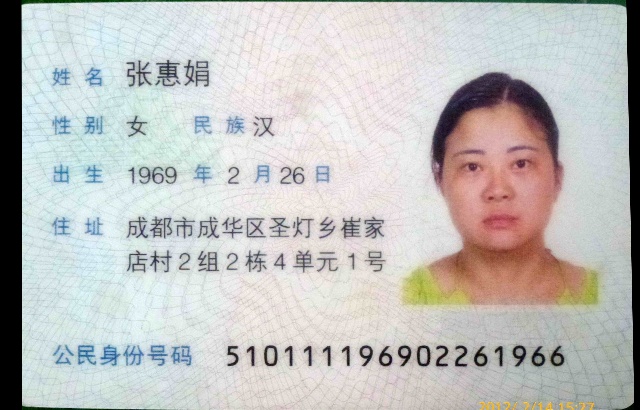 姓名 张惠娟
性别 女 民族 汉
出生 1969 年 2 月 26 日
住址 成都市成华区圣灯乡崔家
店村2组2栋4单元1号
公民身份号码 510111196902261966